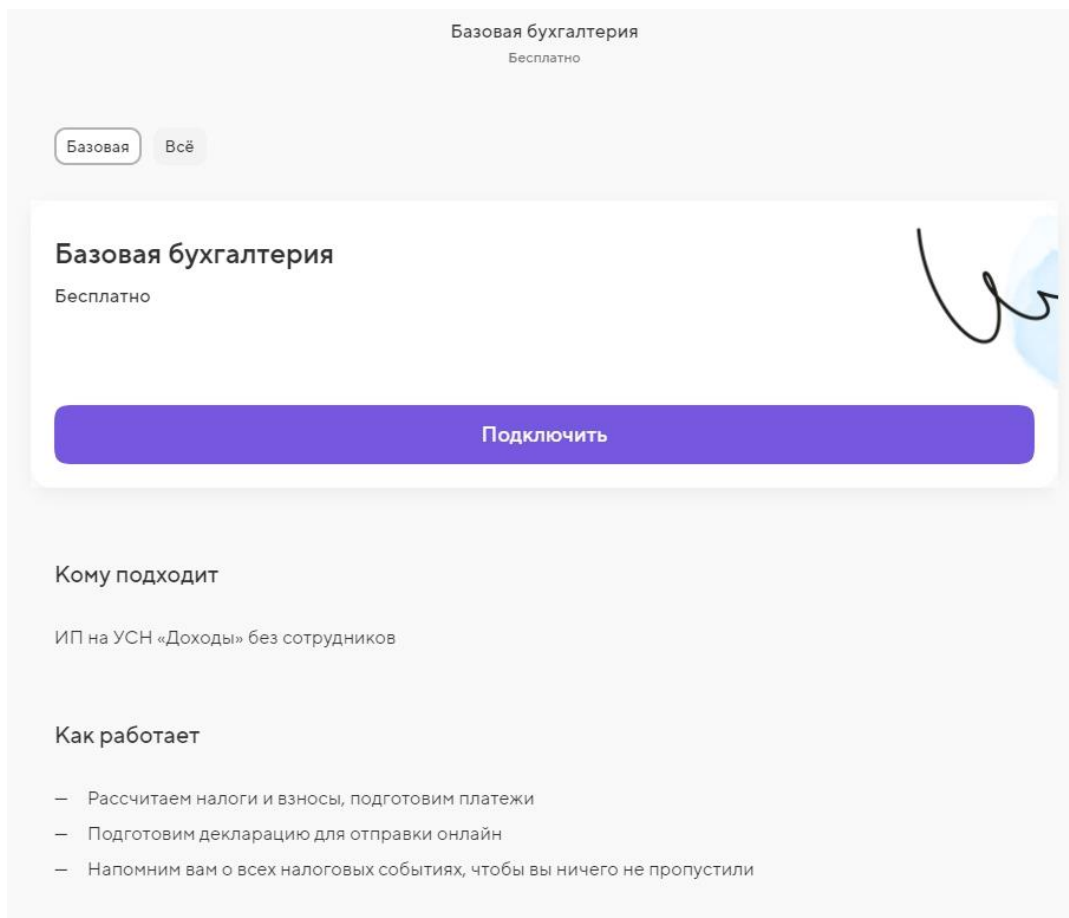 Базовая бухгалтерия
Бесплатно
Базовая Всё
Базовая бухгалтерия
Бесплатно
Подключить
Кому подходит
ИП на УСН «Доходы» без сотрудников
Как работает
— Рассчитаем налоги и взносы, подготовим платежи
— Подготовим декларацию для отправки онлайн
— Напомним вам о всех налоговых событиях, чтобы вы ничего не пропустили